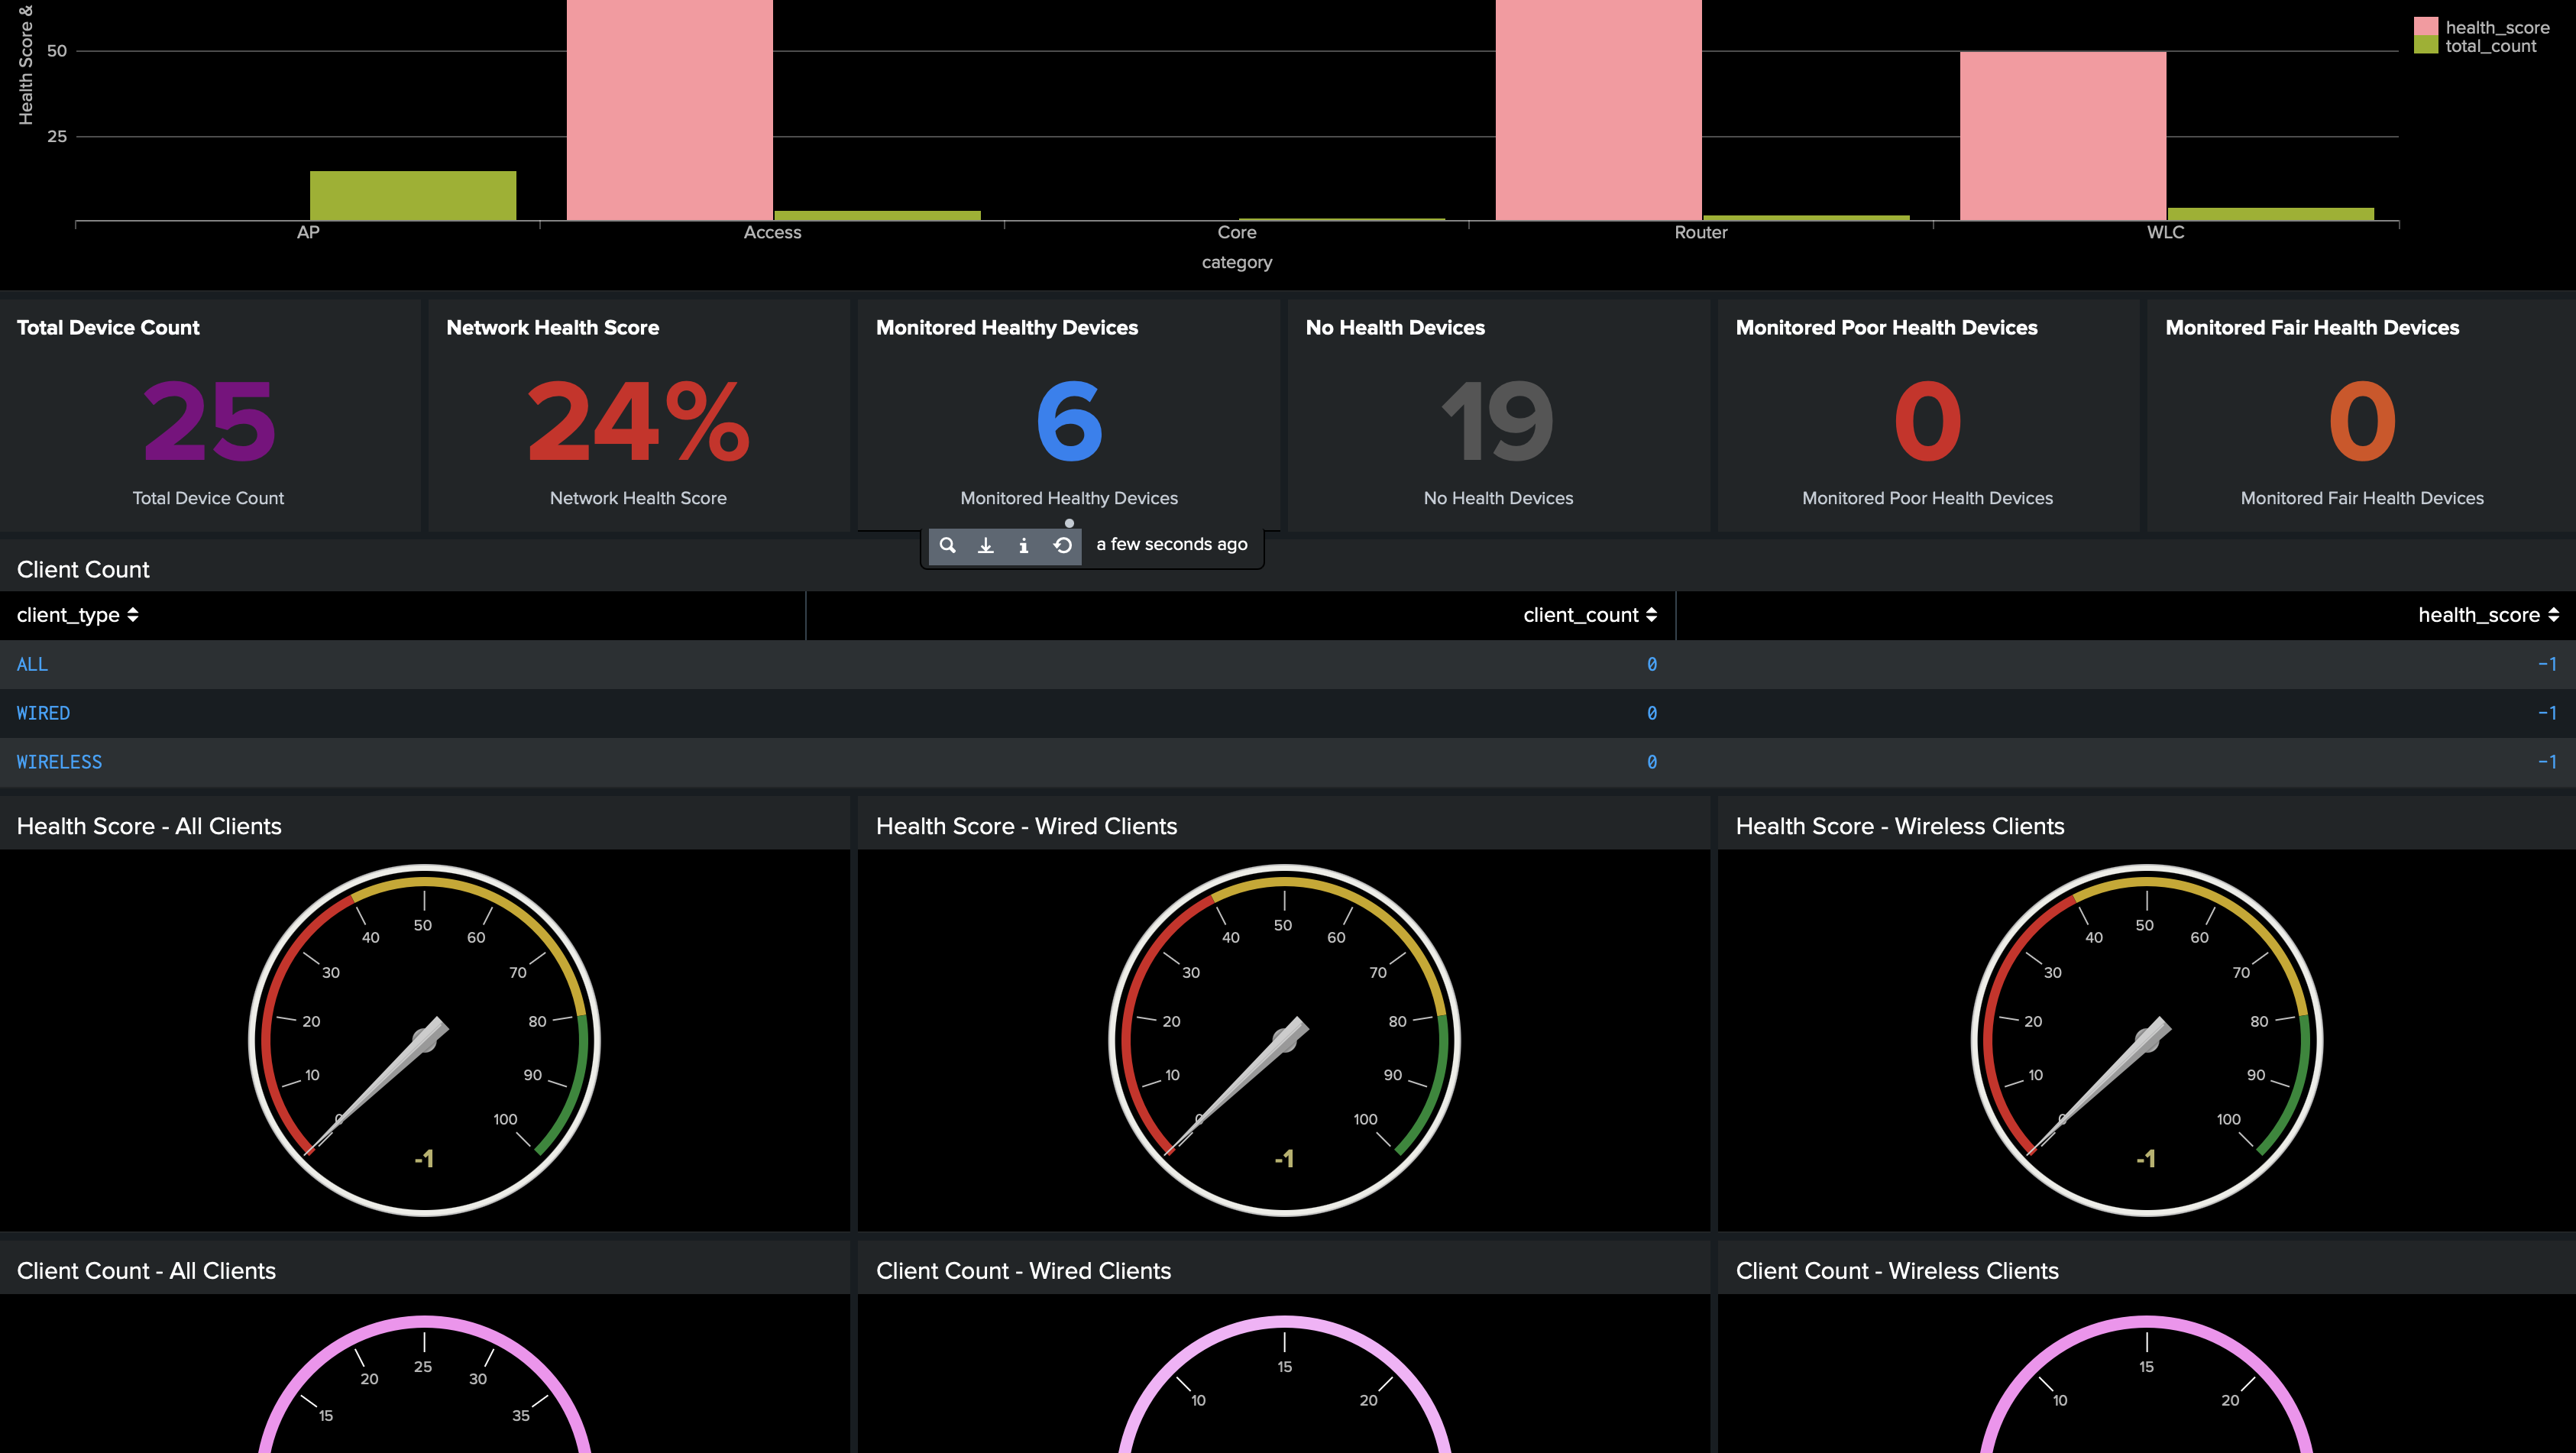 Health Score &
50
25
health_score
total_count
AP Access Core Router WLC
category
Total Device Count Network Health Score Monitored Healthy Devices No Health Devices Monitored Poor Health Devices Monitored Fair Health Devices
25 24% 6 19 0 0
Total Device Count Network Health Score Monitored Healthy Devices No Health Devices Monitored Poor Health Devices Monitored Fair Health Devices
a few seconds ago
Client Count
client_type client_count health_score
ALL 0 -1
WIRED 0 -1
WIRELESS 0 -1
Health Score - All Clients Health Score - Wired Clients Health Score - Wireless Clients
50 50 50
40 60 40 60 40 60
30 70 30 70 30 70
20 80 20 80 20 80
10 90 10 90 10 90
0 100 0 100 0 100
-1 -1 -1
Client Count - All Clients Client Count - Wired Clients Client Count - Wireless Clients
25 15 15
20 30
10 20 10 20
15 35